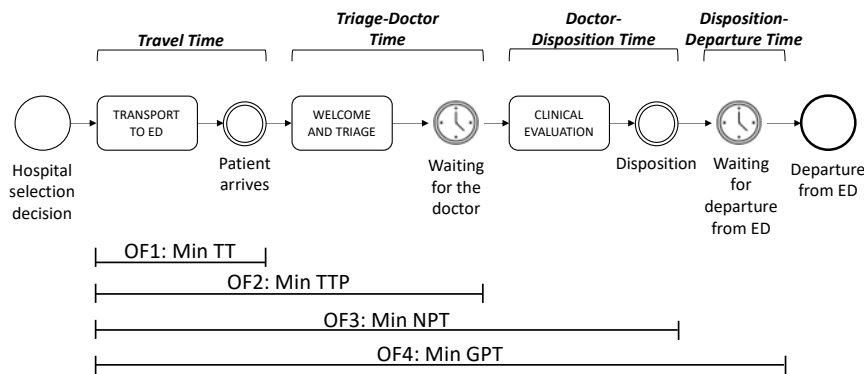 Travel Time
Triage-Doctor
Time
Doctor-
Disposition Time
Disposition-
Departure Time
TRANSPORT
TO ED
WELCOME
AND TRIAGE
CLINICAL
EVALUATION
Hospital
selection
decision
Patient
arrives
Waiting
for the
doctor
Disposition
Waiting
for
departure
from ED
Departure
from ED
OF1: Min TT
OF2: Min TTP
OF3: Min NPT
OF4: Min GPT